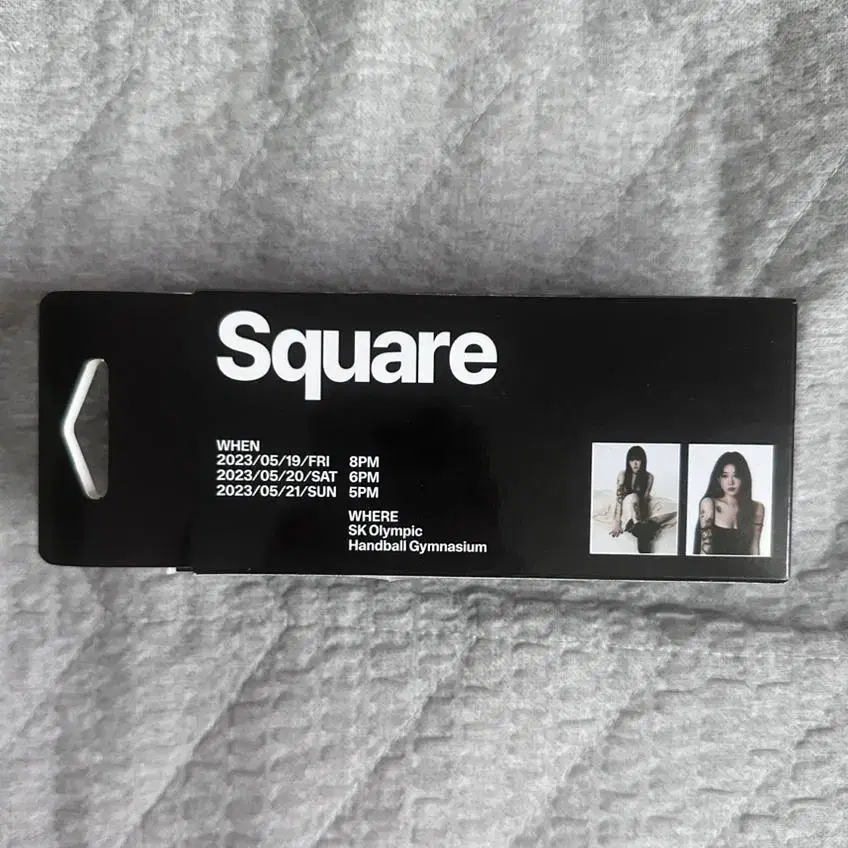 Square
WHEN
2023/05/19/FRI 8PM
2023/05/20/SAT 6PM
2023/05/21/SUN 5PM
WHERE
SK Olympic
Handball Gymnasium